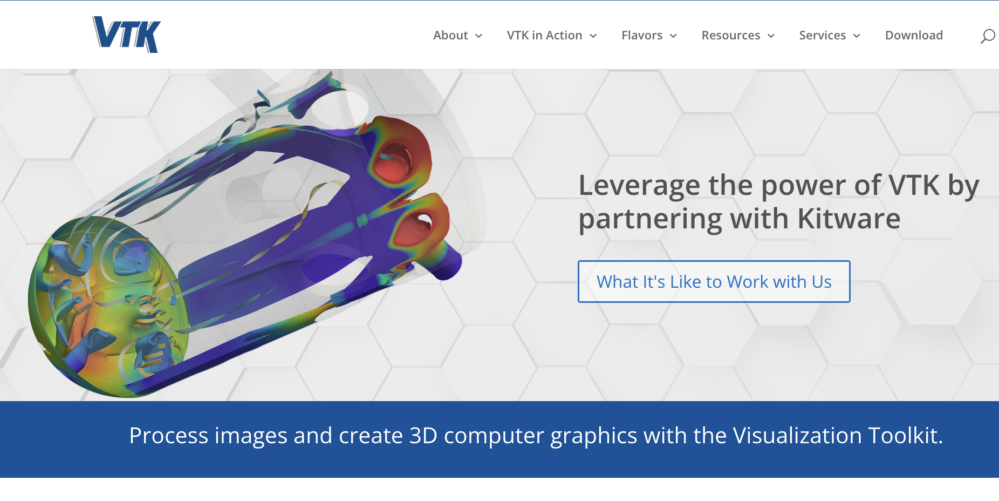 VTK
About
VTK in Action
Flavors
Resources
Services
Download
Leverage the power of VTK by
partnering with Kitware
What It's Like to Work with Us
Process images and create 3D computer graphics with the Visualization Toolkit.